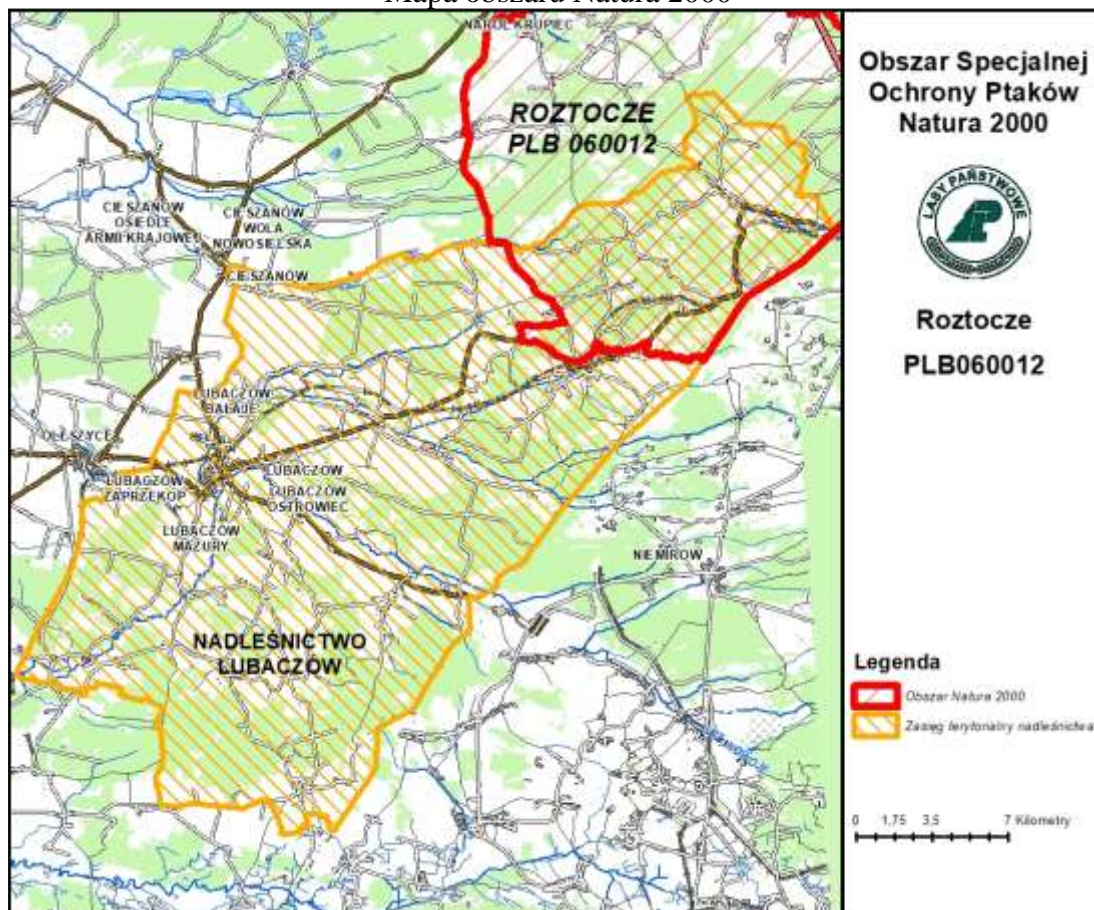 Mapa obszaru Natura 2000
NAROL KRUPIEC
ROZTOCZE
PLB 060012
CIESZANÓW
OSIEDLE
ARMII KRAJOWEJ
CIESZANÓW
WOLA
NOWOSIELSKA
CIESZANÓW
LUBACZÓW
BAŁAJE
OLESZYCE
LUBACZÓW
ZAPRZEKOP
LUBACZÓW
LUBACZÓW
OSTROWIEC
LUBACZÓW
MAZURY
NIEMIRÓW
NADLEŚNICTWO
LUBACZÓW
Obszar Specjalnej
Ochrony Ptaków
Natura 2000
LASY PAŃSTWOWE
Roztocze
PLB060012
Legenda
Obszar Natura 2000
Zasięg terytorialny nadleśnictwa
0 1,75 3,5 7 Kilometry